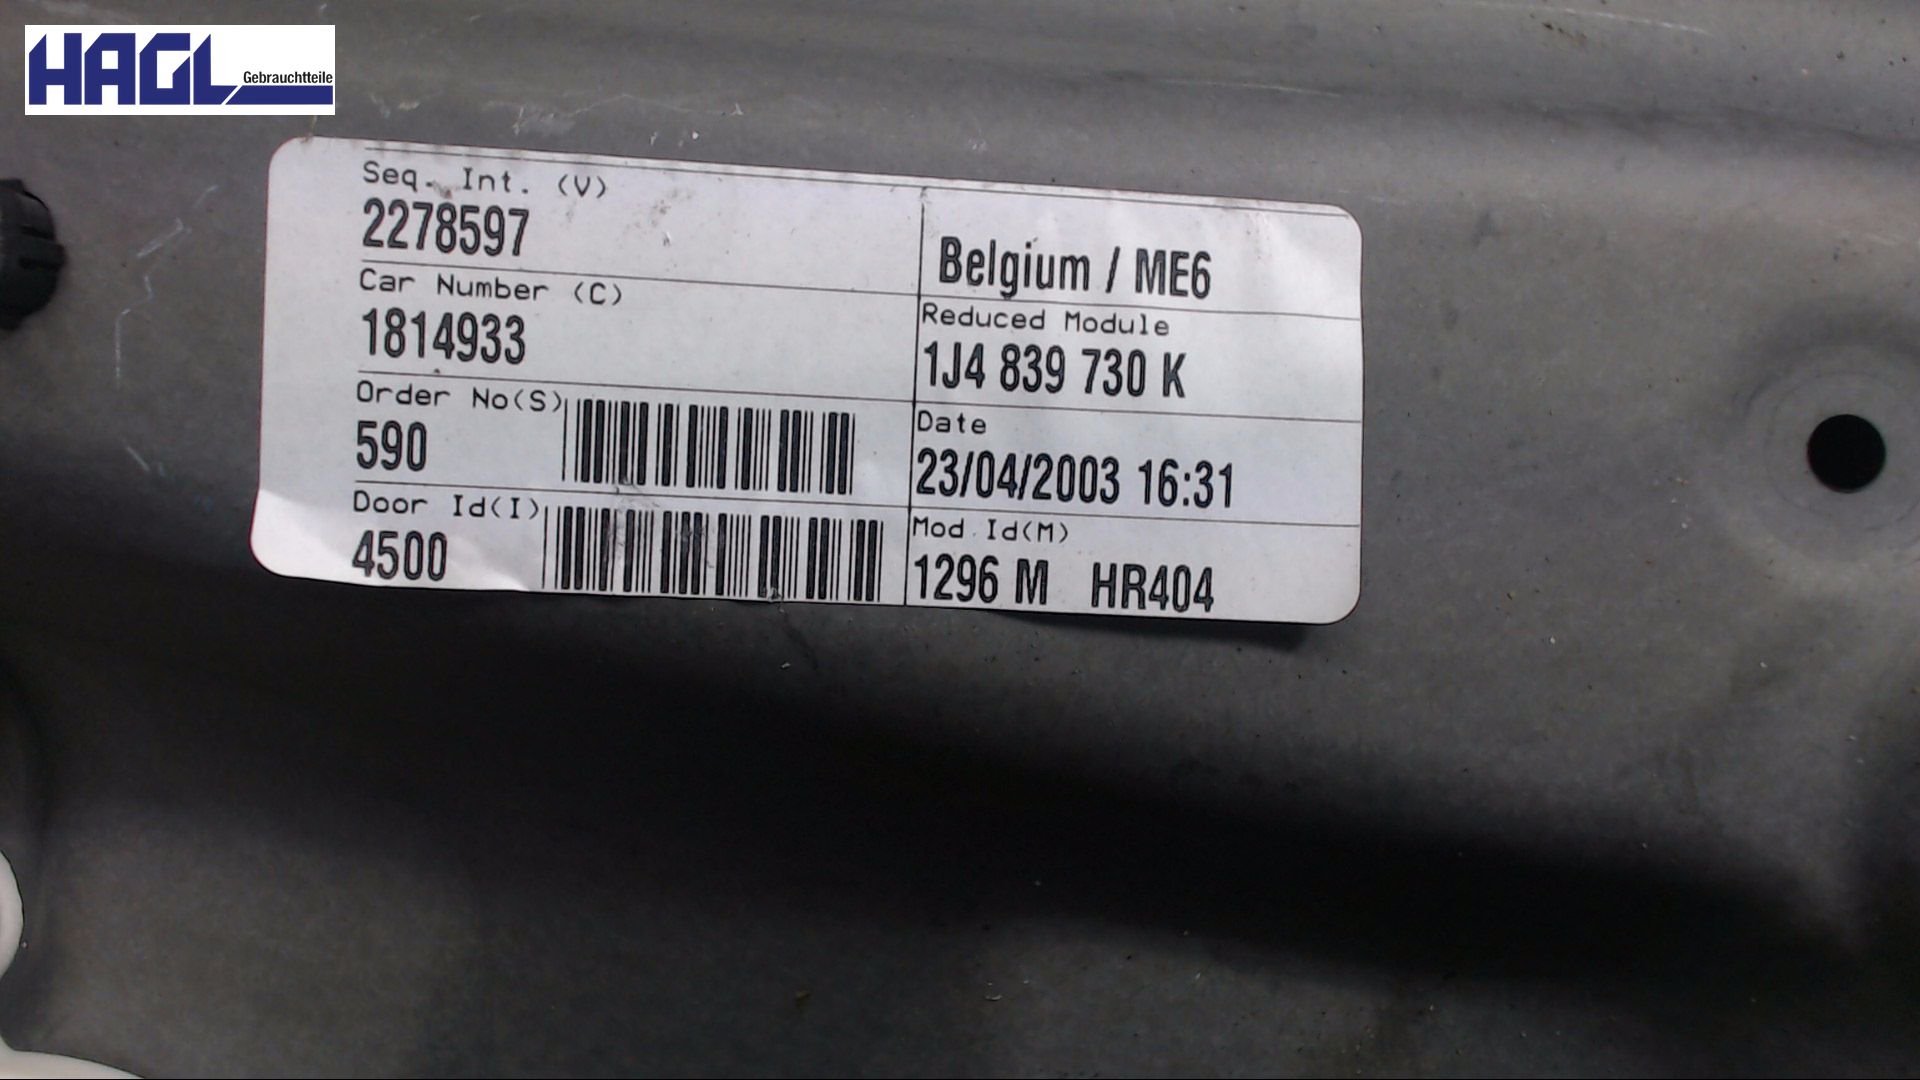 HAGL
Gebrauchtteile
Seq. Int. (V)
2278597
Car Number (C)
1814933
Order No(S)
590
Door Id(I)
4500
Belgium / ME6
Reduced Module
1J4 839 730 K
Date
23/04/2003 16:31
Mod.Id(M)
1296 M HR404